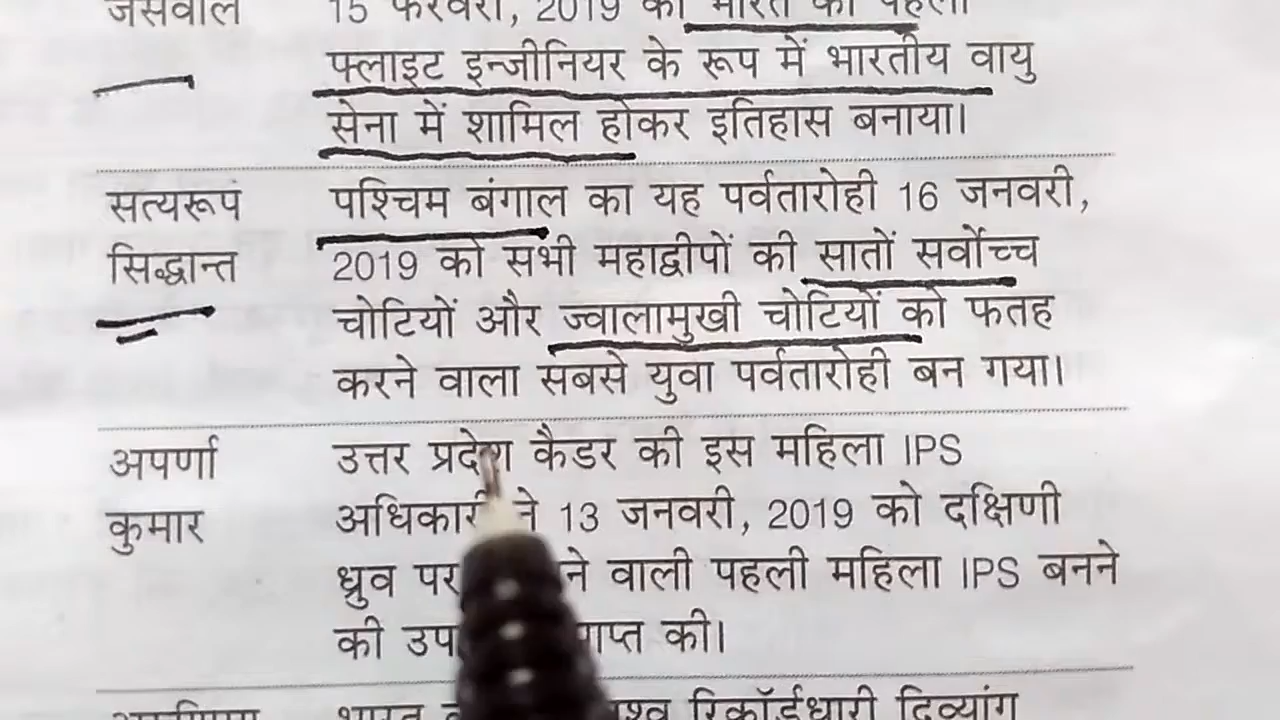 जसवाल 15 फरवरी, 2019 को भारत की पहली
फ्लाइट इन्जीनियर के रूप में भारतीय वायु
सेना में शामिल होकर इतिहास बनाया।
सत्यरूप पश्चिम बंगाल का यह पर्वतारोही 16 जनवरी,
सिद्धान्त 2019 को सभी महाद्वीपों की सातों सर्वोच्च
चोटियों और ज्वालामुखी चोटियों को फतह
करने वाला सबसे युवा पर्वतारोही बन गया।
अपर्णा उत्तर प्रदेश कैडर की इस महिला IPS
कुमार अधिकारी ने 13 जनवरी, 2019 को दक्षिणी
ध्रुव पर वाली पहली महिला IPS बनने
की की।
भारत रिकॉर्डधारी दिव्यांग